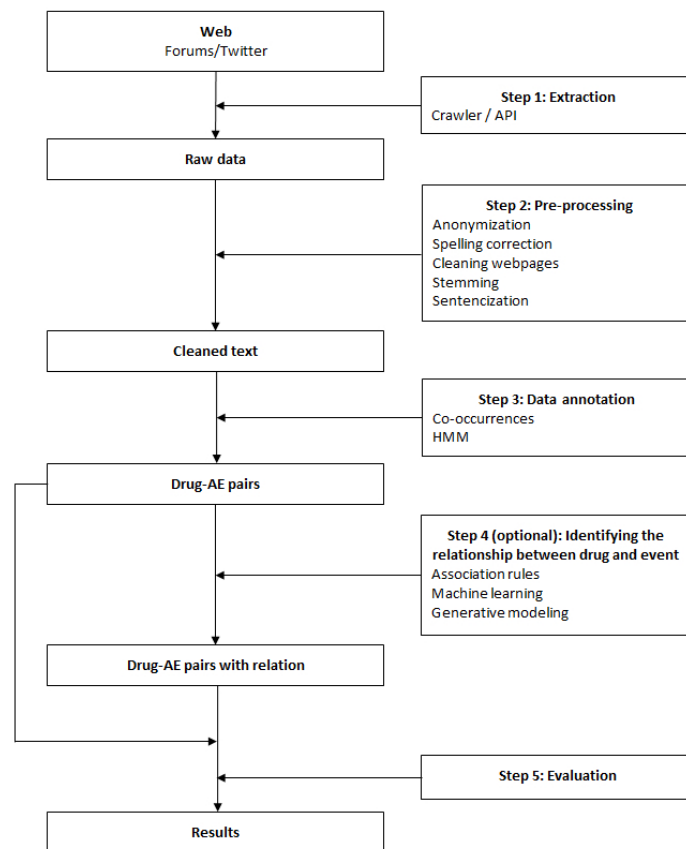 Web
Forums/Twitter
Step 1: Extraction
Crawler / API
Raw data
Step 2: Pre-processing
Anonymization
Spelling correction
Cleaning webpages
Stemming
Sentencization
Cleaned text
Step 3: Data annotation
Co-occurrences
HMM
Drug-AE pairs
Step 4 (optional): Identifying the
relationship between drug and event
Association rules
Machine learning
Generative modeling
Drug-AE pairs with relation
Step 5: Evaluation
Results